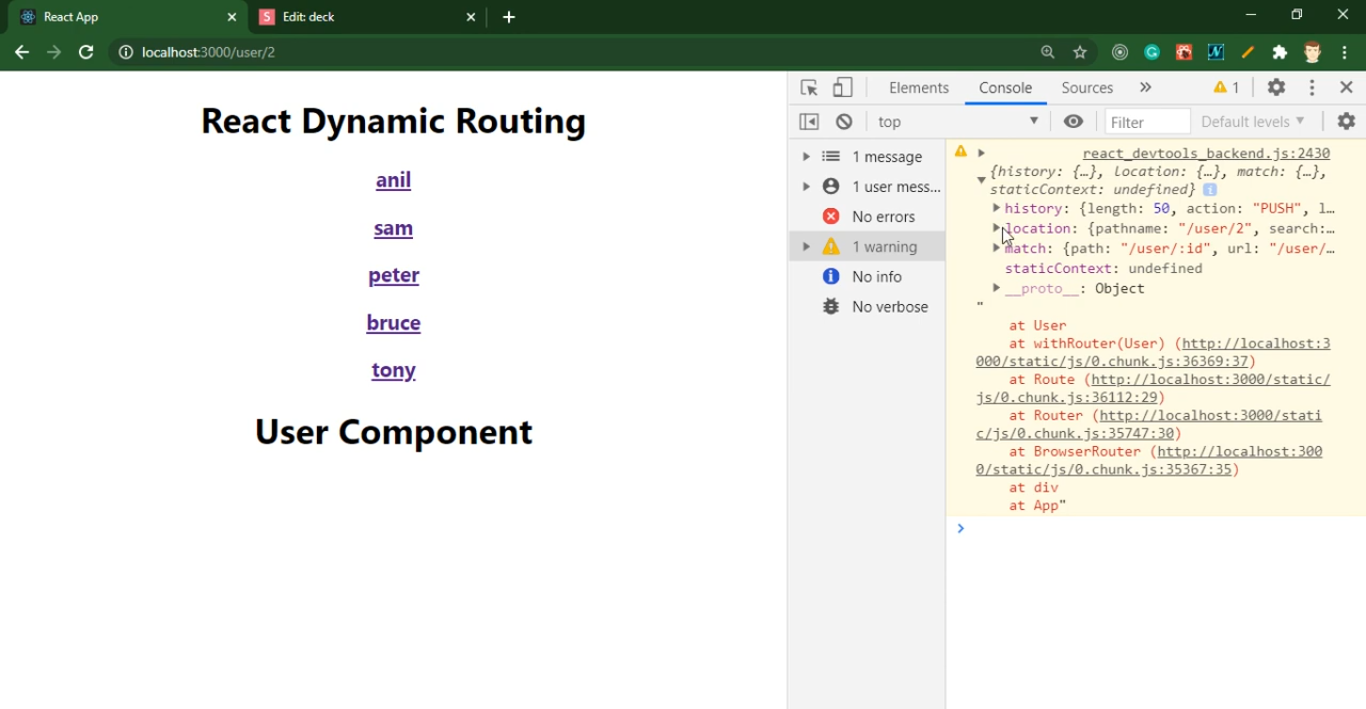 React App
Edit: deck
localhost:3000/user/2
React Dynamic Routing
anil
sam
peter
bruce
tony
User Component
Elements
Console
Sources
1
top
Filter
Default levels
1 message
1 user mess...
No errors
1 warning
No info
No verbose
react_devtools_backend.js:2430
{history: {…}, location: {…}, match: {…},
staticContext: undefined}
history: {length: 50, action: "PUSH", l…
location: {pathname: "/user/2", search:…
match: {path: "/user/:id", url: "/user/…
staticContext: undefined
__proto__: Object
"
at User
at withRouter(User) (http://localhost:3
000/static/js/0.chunk.js:36369:37)
at Route (http://localhost:3000/static/
js/0.chunk.js:36112:29)
at Router (http://localhost:3000/stati
c/js/0.chunk.js:35747:30)
at BrowserRouter (http://localhost:300
0/static/js/0.chunk.js:35367:35)
at div
at App"